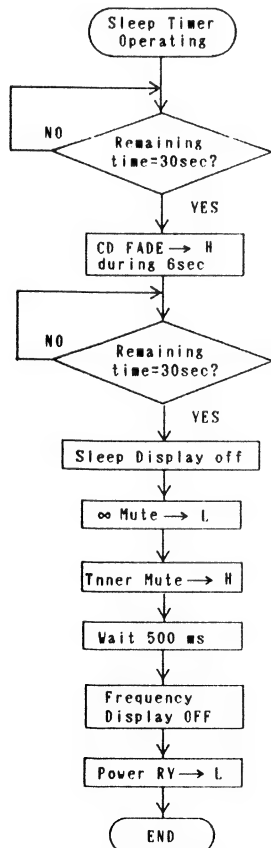 Sleep Timer
Operating
NO
Remaining
time=30sec?
YES
CD FADE → H
during 6sec
NO
Remaining
time=30sec?
YES
Sleep Display off
∞ Mute → L
Tnner Mute → H
Wait 500 ms
Frequency
Display OFF
Power RY → L
END